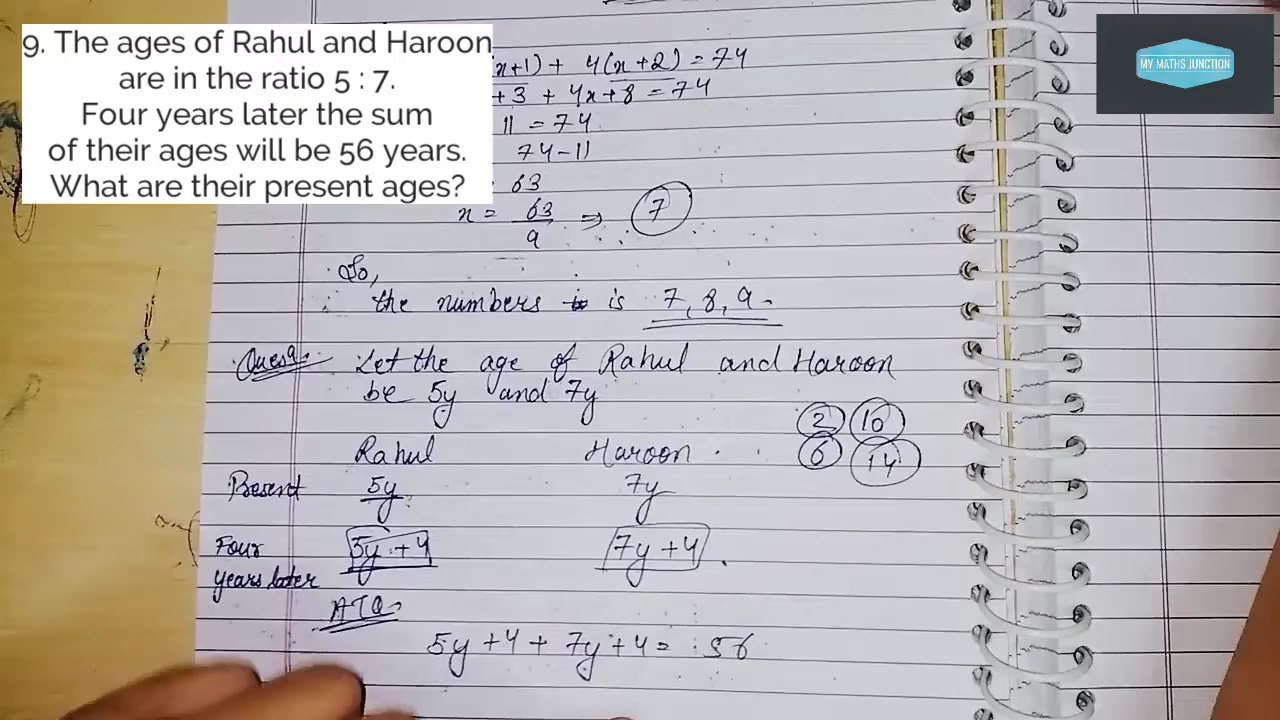 9. The ages of Rahul and Haroon
are in the ratio 5 : 7.
Four years later the sum
of their ages will be 56 years.
What are their present ages?
MY MATHS JUNCTION
x+1) + 4(x+2) = 74
+ 3 + 4x + 8 = 74
11 = 74
74 - 11
63
x = 63 ⇒ 7
9
So,
the numbers is 7, 8, 9.
Ques9. Let the age of Rahul and Haroon
be 5y and 7y
2 10
Rahul Haroon 6 14
Present 5y 7y
Four 5y + 4 7y + 4
years later
ATQ
5y + 4 + 7y + 4 = 56